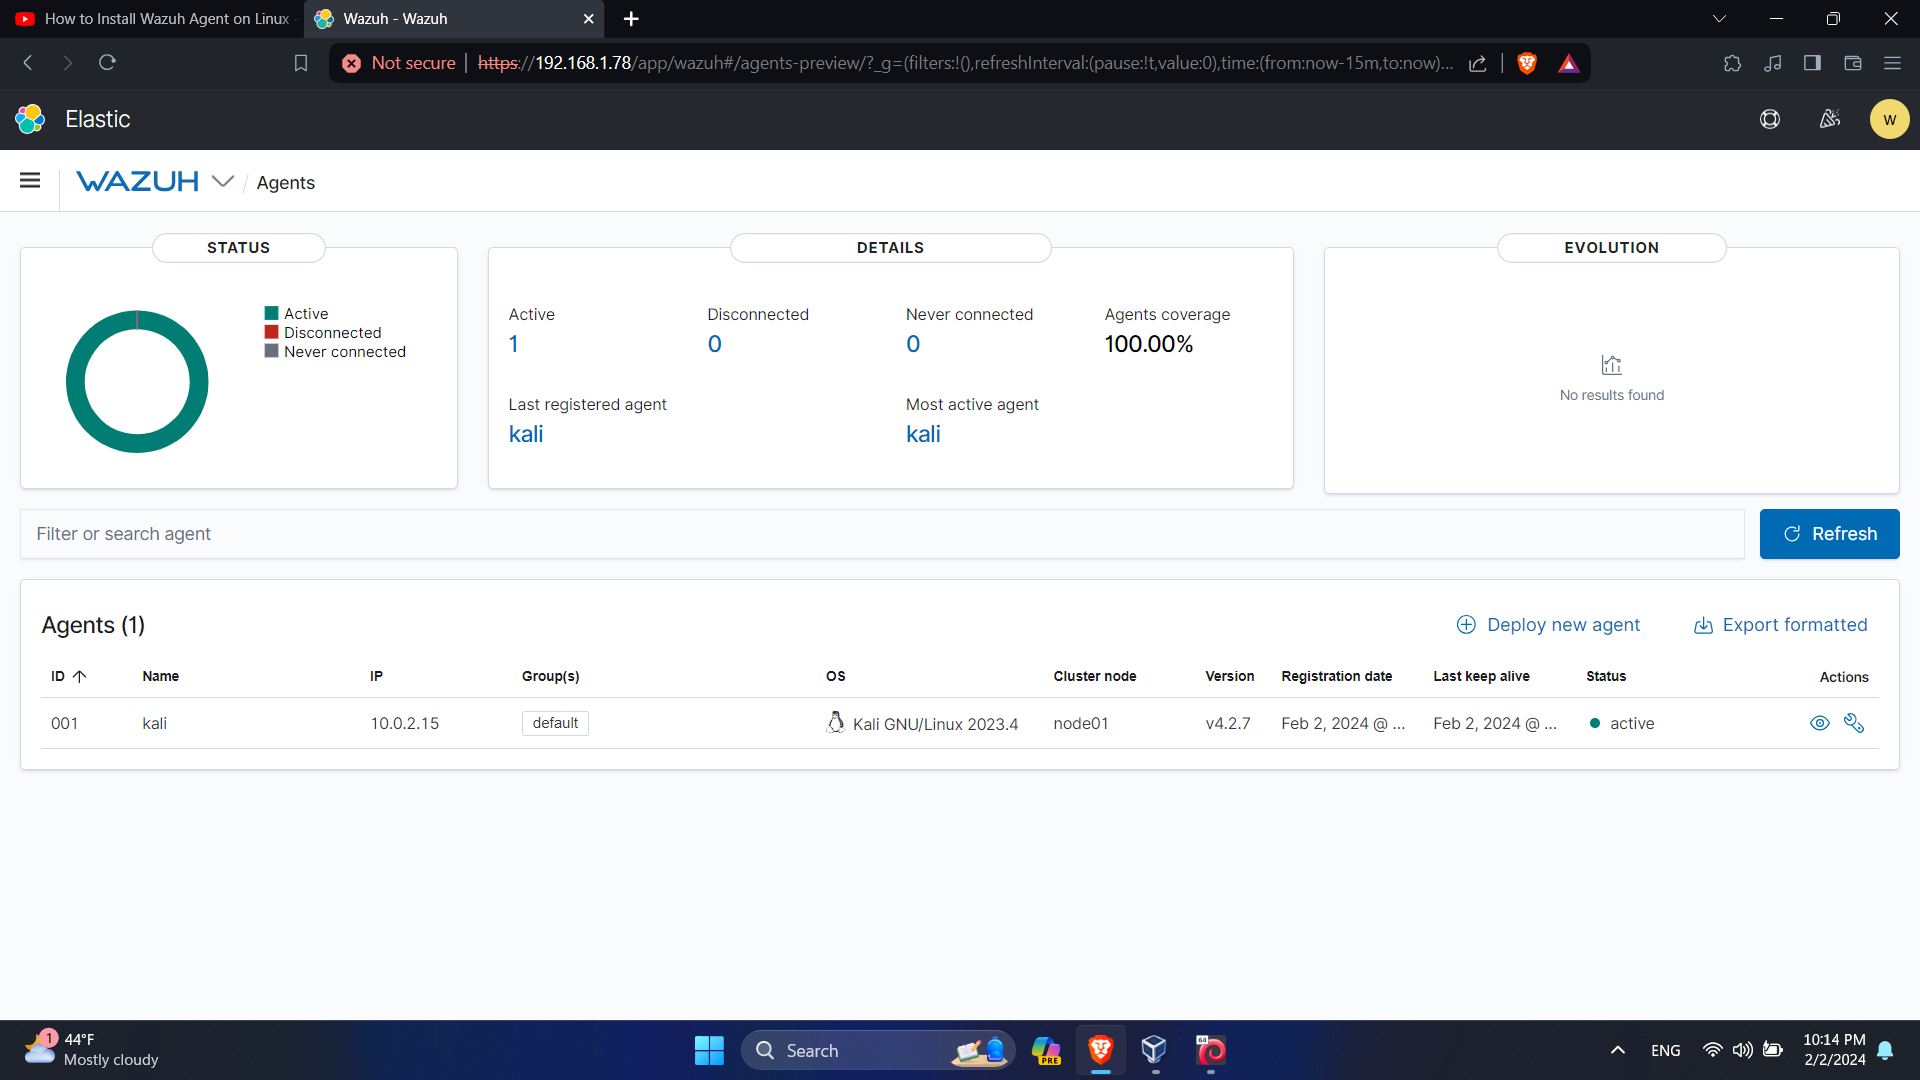 How to Install Wazuh Agent on Linux
Wazuh - Wazuh
Not secure
https://192.168.1.78/app/wazuh#/agents-preview/?_g=(filters:!(),refreshInterval:(pause:!t,value:0),time:(from:now-15m,to:now)...
Elastic
W
WAZUH / Agents
STATUS
Active
Disconnected
Never connected
DETAILS
Active
1
Disconnected
0
Never connected
0
Agents coverage
100.00%
Last registered agent
kali
Most active agent
kali
EVOLUTION
No results found
Filter or search agent
Refresh
Agents (1)
Deploy new agent
Export formatted
ID Name IP Group(s) OS Cluster node Version Registration date Last keep alive Status Actions
001 kali 10.0.2.15 default Kali GNU/Linux 2023.4 node01 v4.2.7 Feb 2, 2024 @ ... Feb 2, 2024 @ ... active
1
44°F
Mostly cloudy
Search
PRE
64
ENG
10:14 PM
2/2/2024